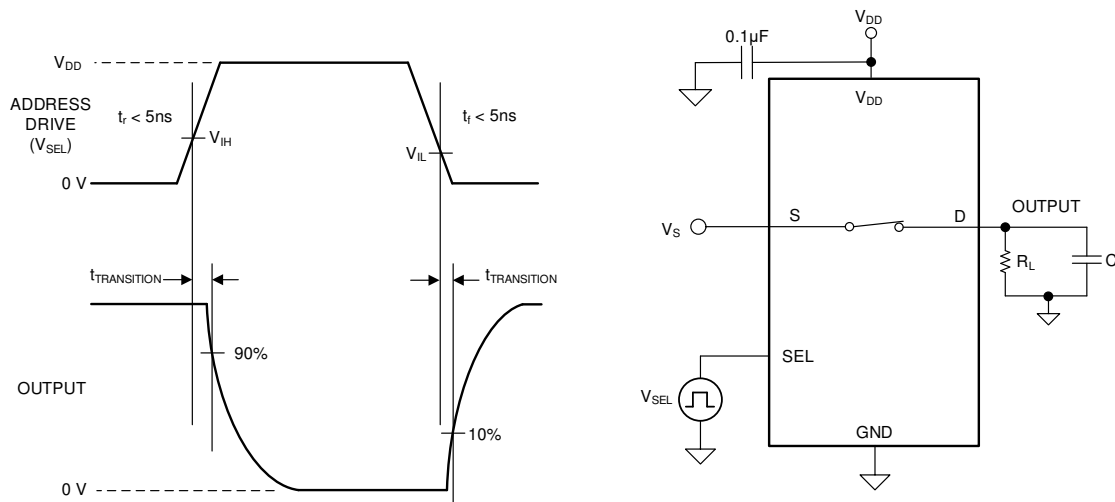 V_DD
ADDRESS
DRIVE
(V_SEL)
t_r < 5ns
t_f < 5ns
V_IH
V_IL
0 V
t_TRANSITION
t_TRANSITION
90%
OUTPUT
10%
0 V
V_DD
0.1µF
V_DD
V_S
S
D
OUTPUT
R_L
C
SEL
V_SEL
GND